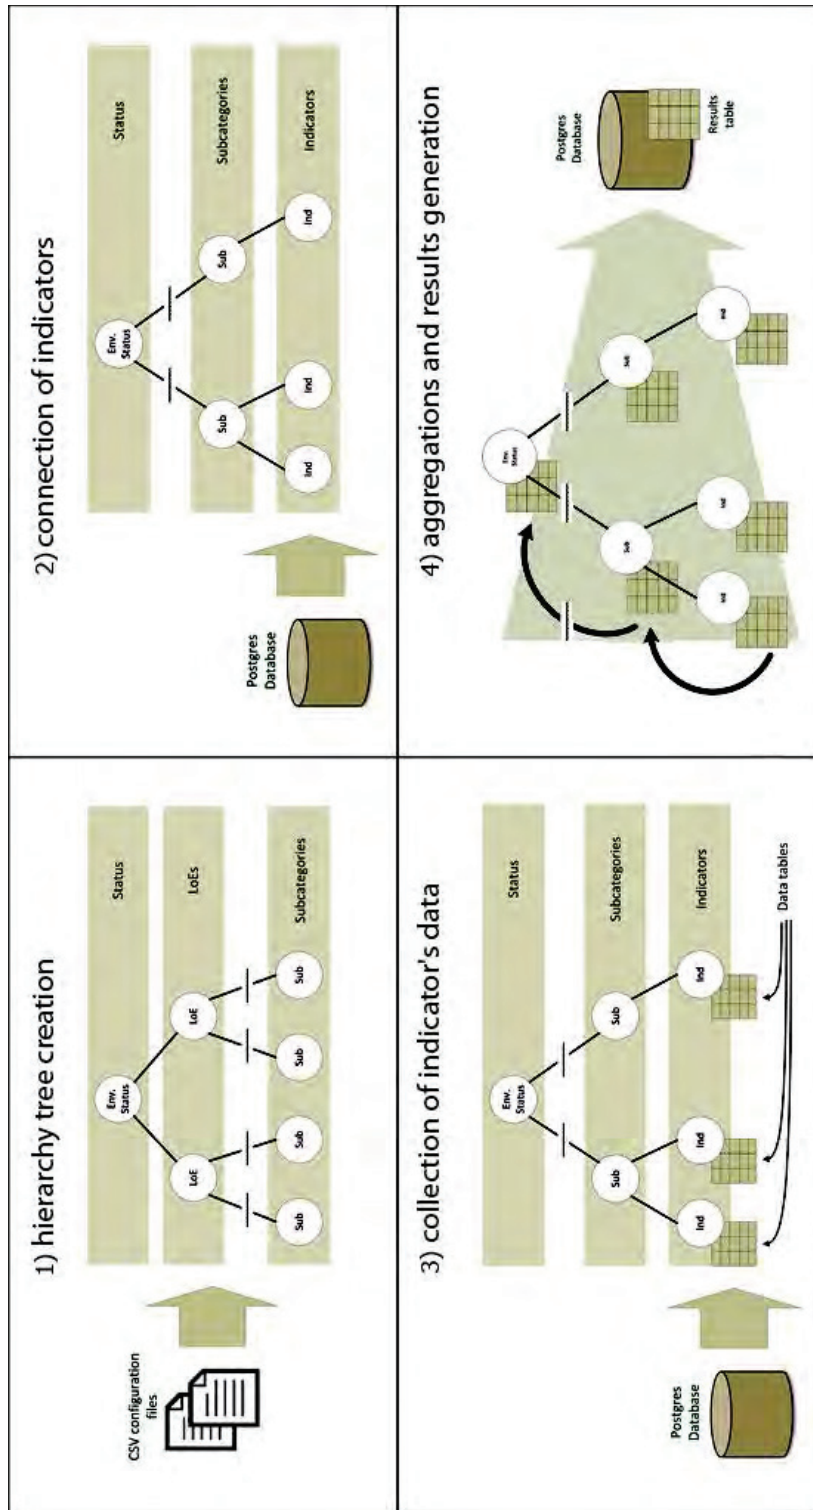 1) hierarchy tree creation
CSV configuration
files
Status
LoEs
Subcategories
Env.
Status
LoE
LoE
Sub
Sub
Sub
Sub
2) connection of indicators
Postgres
Database
Status
Subcategories
Indicators
Env.
Status
Sub
Sub
Ind
Ind
Ind
3) collection of indicator's data
Postgres
Database
Status
Subcategories
Indicators
Data tables
Env.
Status
Sub
Sub
Ind
Ind
Ind
4) aggregations and results generation
Env.
Status
Sub
Sub
Ind
Ind
Ind
Postgres
Database
Results
table